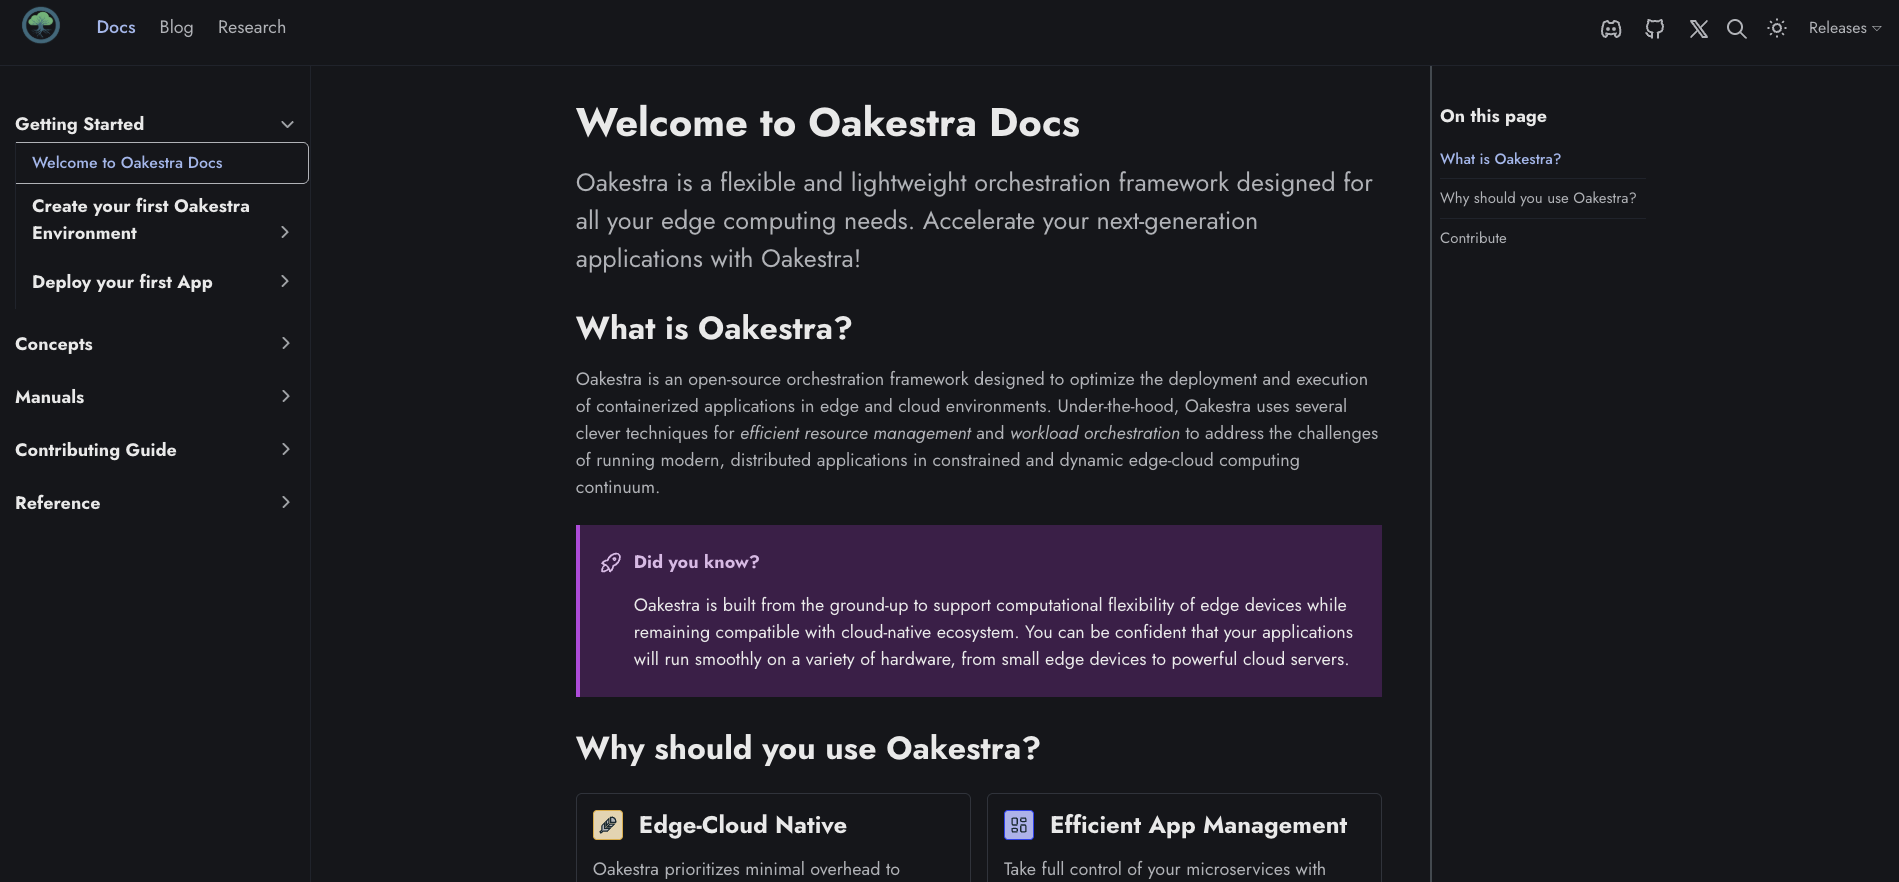 Docs Blog Research
Releases
Getting Started
Welcome to Oakestra Docs
Create your first Oakestra
Environment
Deploy your first App
Concepts
Manuals
Contributing Guide
Reference
Welcome to Oakestra Docs
Oakestra is a flexible and lightweight orchestration framework designed for
all your edge computing needs. Accelerate your next-generation
applications with Oakestra!
What is Oakestra?
Oakestra is an open-source orchestration framework designed to optimize the deployment and execution
of containerized applications in edge and cloud environments. Under-the-hood, Oakestra uses several
clever techniques for efficient resource management and workload orchestration to address the challenges
of running modern, distributed applications in constrained and dynamic edge-cloud computing
continuum.
Did you know?
Oakestra is built from the ground-up to support computational flexibility of edge devices while
remaining compatible with cloud-native ecosystem. You can be confident that your applications
will run smoothly on a variety of hardware, from small edge devices to powerful cloud servers.
Why should you use Oakestra?
Edge-Cloud Native
Oakestra prioritizes minimal overhead to
Efficient App Management
Take full control of your microservices with
On this page
What is Oakestra?
Why should you use Oakestra?
Contribute